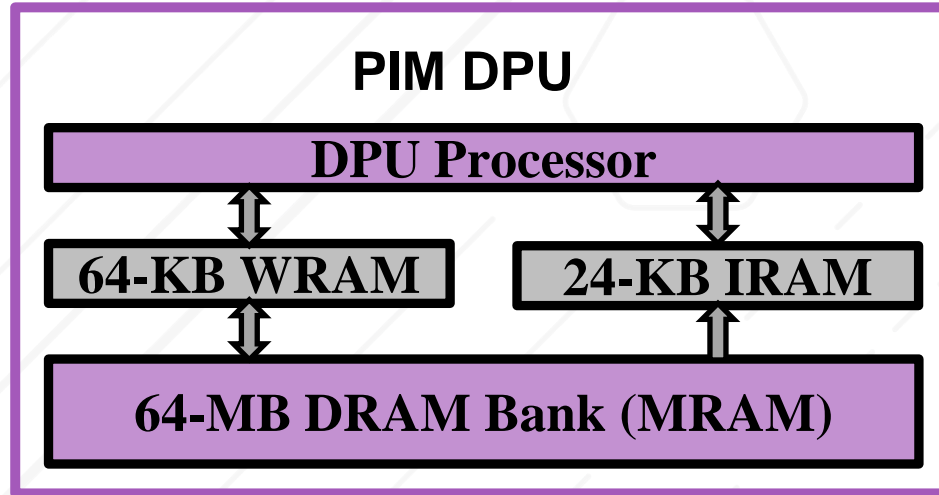 PIM DPU
DPU Processor
64-KB WRAM
24-KB IRAM
64-MB DRAM Bank (MRAM)